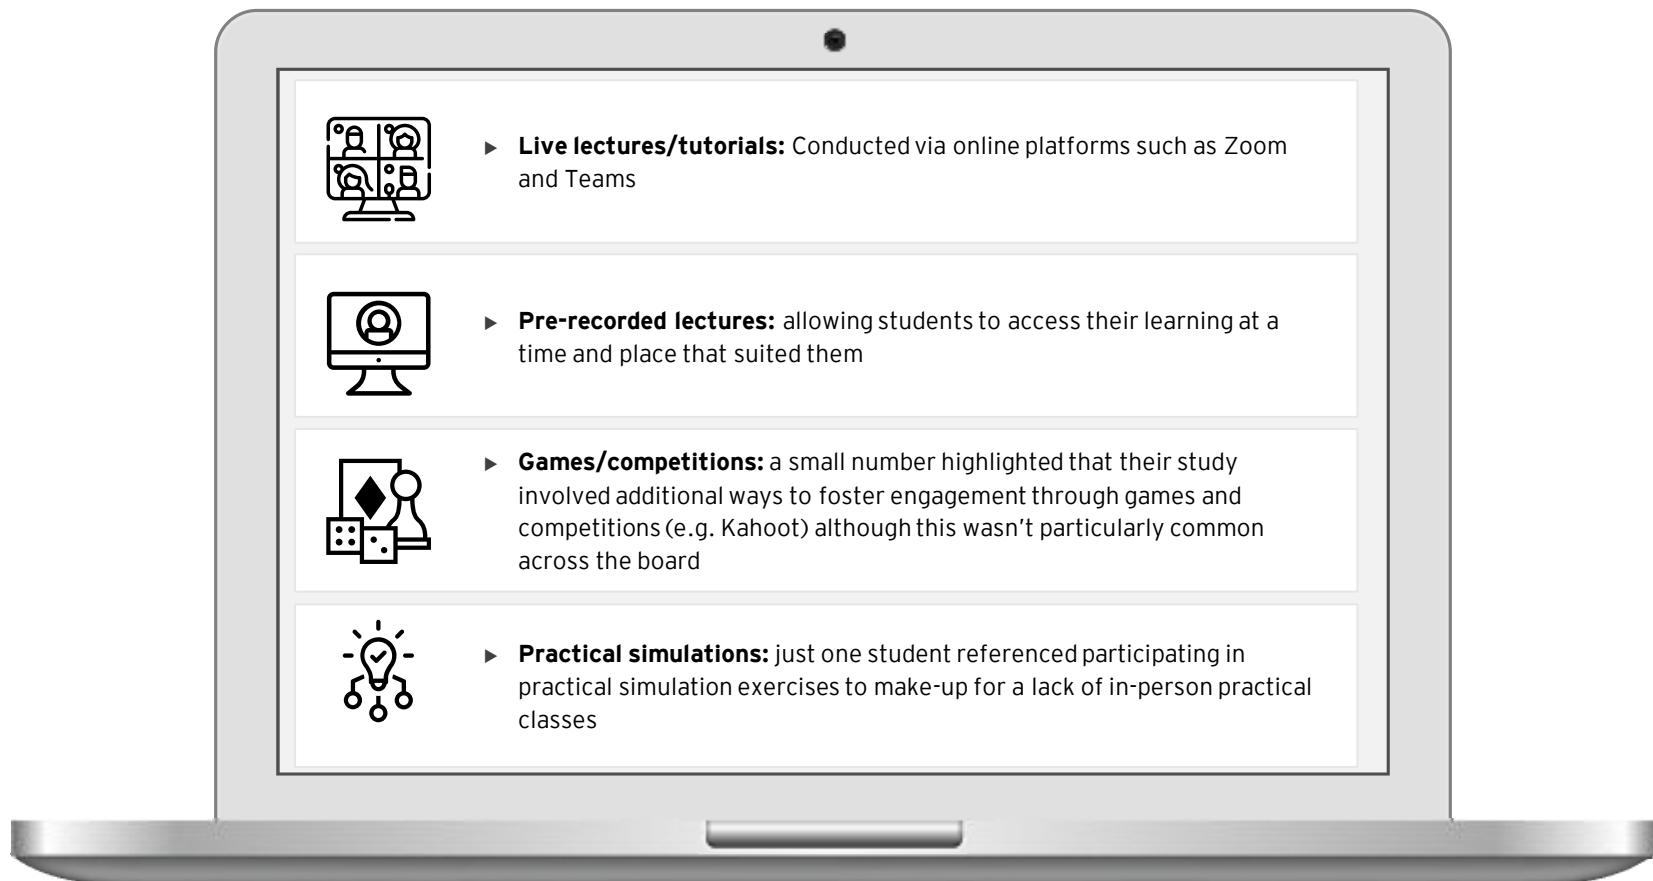 ► Live lectures/tutorials: Conducted via online platforms such as Zoom
and Teams
► Pre-recorded lectures: allowing students to access their learning at a
time and place that suited them
► Games/competitions: a small number highlighted that their study
involved additional ways to foster engagement through games and
competitions (e.g. Kahoot) although this wasn't particularly common
across the board
► Practical simulations: just one student referenced participating in
practical simulation exercises to make-up for a lack of in-person practical
classes